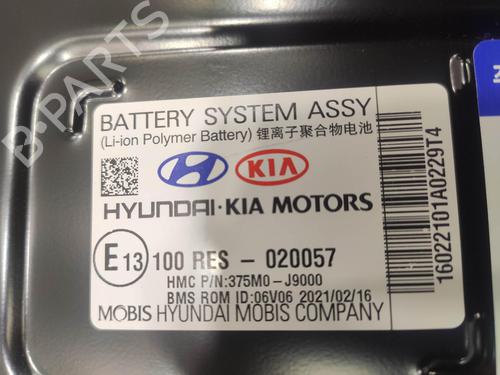 BATTERY SYSTEM ASSY
(Li-ion Polymer Battery) 锂离子聚合物电池
KIA
HYUNDAI·KIA MOTORS
E13 100 RES - 020057
HMC P/N:375M0-J9000
BMS ROM ID:06V06 2021/02/16
MOBIS HYUNDAI MOBIS COMPANY
16022101A0229T4
B-PARTS